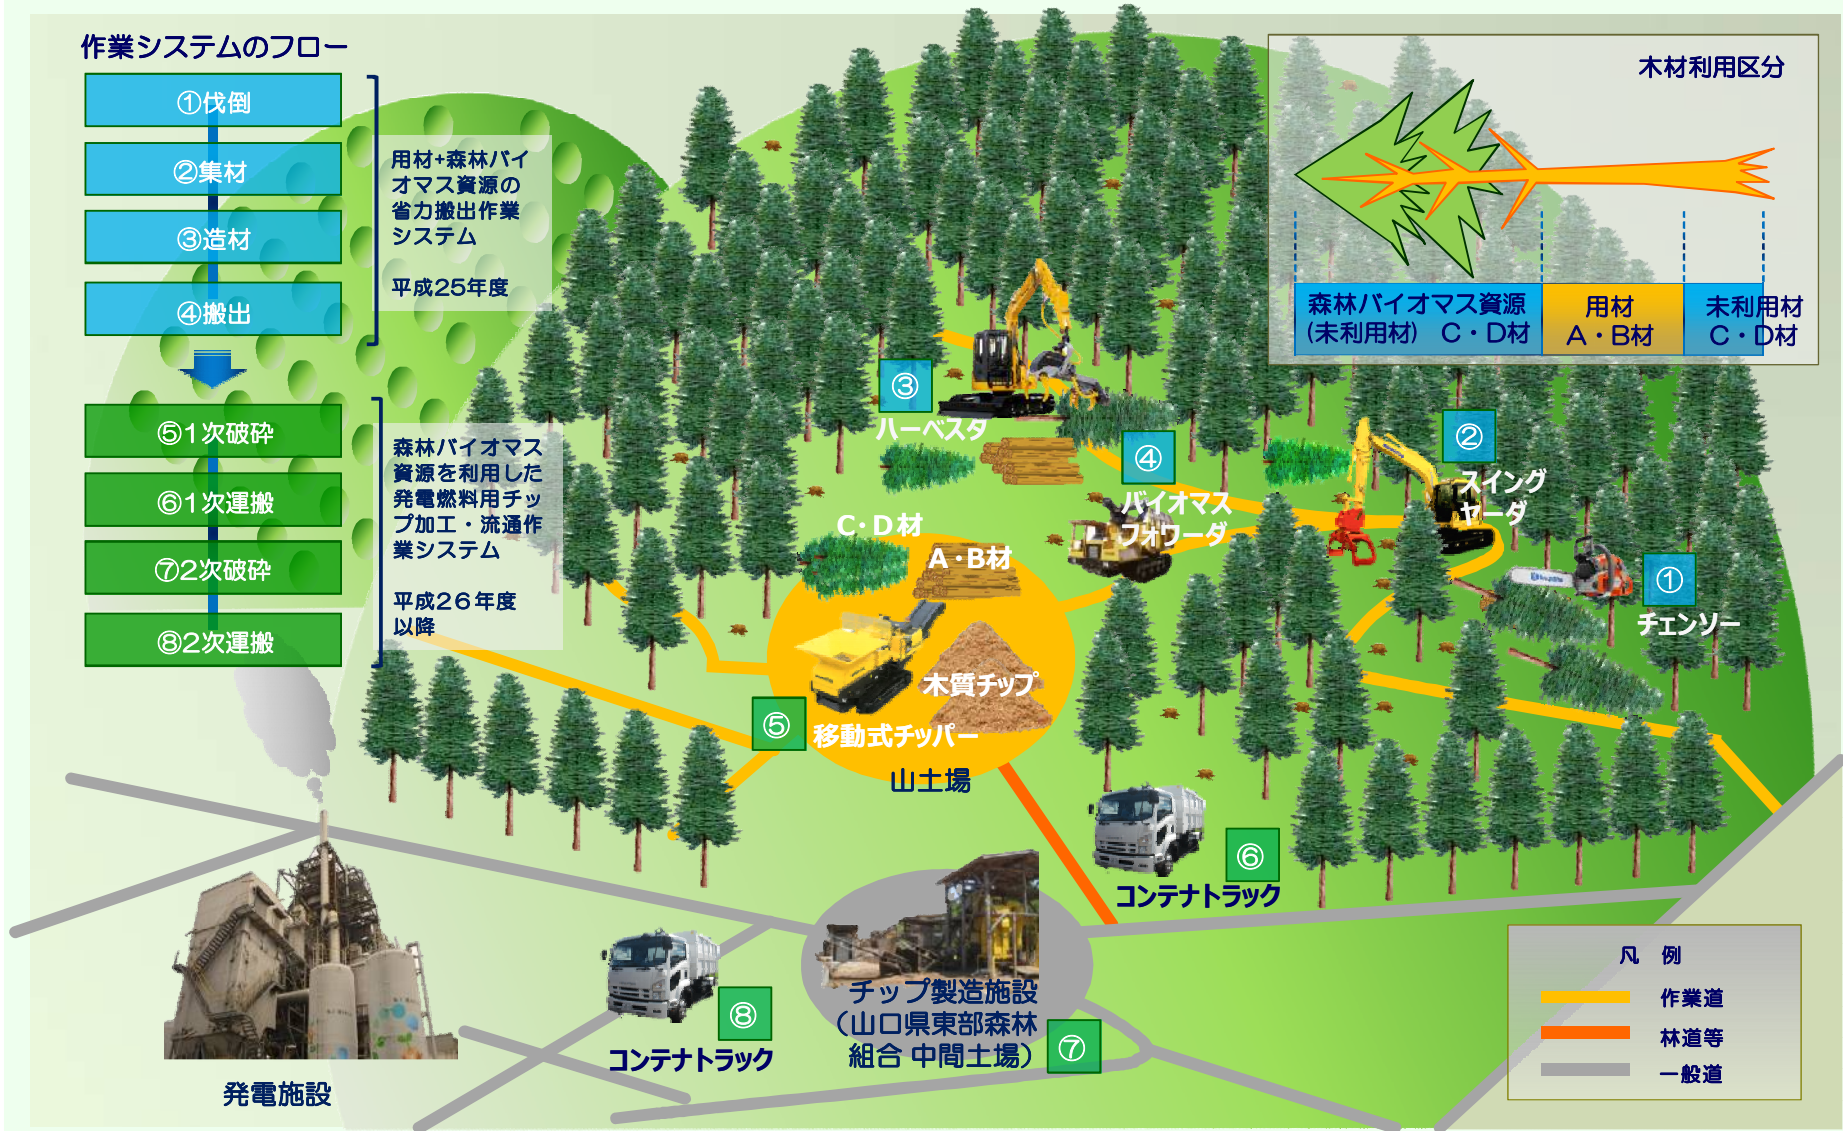 作業システムのフロー
①伐倒
②集材
③造材
④搬出
用材+森林バイ
オマス資源の
省力搬出作業
システム
平成25年度
⑤1次破砕
⑥1次運搬
⑦2次破砕
⑧2次運搬
森林バイオマス
資源を利用した
発電燃料用チッ
プ加工・流通作
業システム
平成26年度
以降
木材利用区分
森林バイオマス資源
(未利用材) C・D材
用材
A・B材
未利用材
C・D材
③
ハーベスタ
④
バイオマス
フォワーダ
②
スイング
ヤーダ
①
チェンソー
C・D材
A・B材
木質チップ
⑤
移動式チッパー
山土場
⑥
コンテナトラック
チップ製造施設
(山口県東部森林
組合 中間土場)
⑦
⑧
コンテナトラック
発電施設
凡 例
作業道
林道等
一般道